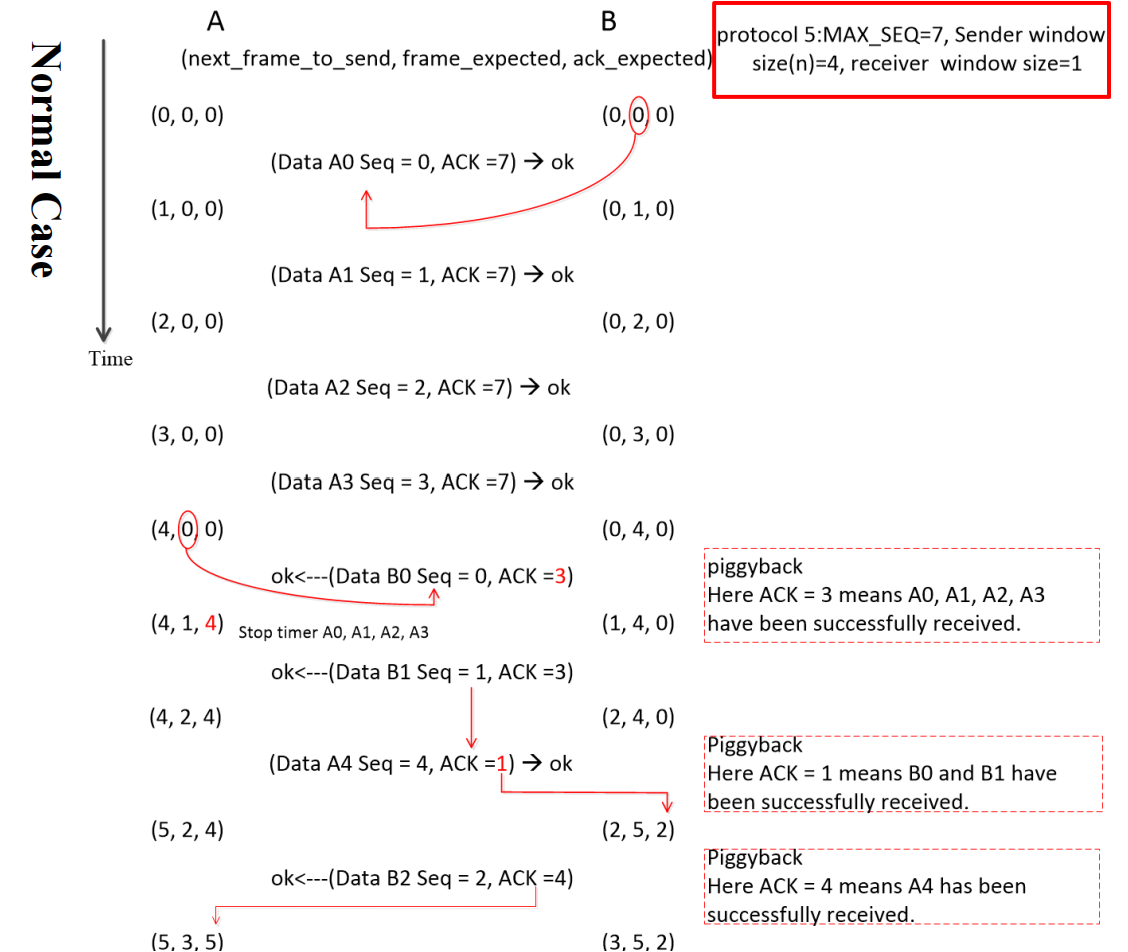 A B
protocol 5:MAX_SEQ=7, Sender window
size(n)=4, receiver window size=1
(next_frame_to_send, frame_expected, ack_expected)
Normal Case
(0, 0, 0) (0, 0, 0)
(Data A0 Seq = 0, ACK =7) → ok
(1, 0, 0) (0, 1, 0)
(Data A1 Seq = 1, ACK =7) → ok
(2, 0, 0) (0, 2, 0)
Time
(Data A2 Seq = 2, ACK =7) → ok
(3, 0, 0) (0, 3, 0)
(Data A3 Seq = 3, ACK =7) → ok
(4, 0, 0) (0, 4, 0)
ok<---(Data B0 Seq = 0, ACK =3)
piggyback
Here ACK = 3 means A0, A1, A2, A3
have been successfully received.
(4, 1, 4) Stop timer A0, A1, A2, A3 (1, 4, 0)
ok<---(Data B1 Seq = 1, ACK =3)
(4, 2, 4) (2, 4, 0)
(Data A4 Seq = 4, ACK =1) → ok
Piggyback
Here ACK = 1 means B0 and B1 have
been successfully received.
(5, 2, 4) (2, 5, 2)
ok<---(Data B2 Seq = 2, ACK =4)
Piggyback
Here ACK = 4 means A4 has been
successfully received.
(5, 3, 5) (3, 5, 2)